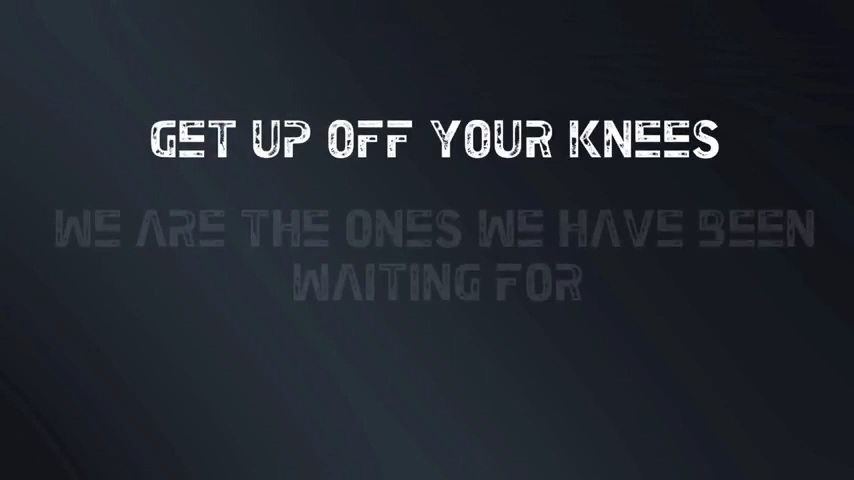 GET UP OFF YOUR KNEES
WE ARE THE ONES WE HAVE BEEN
WAITING FOR